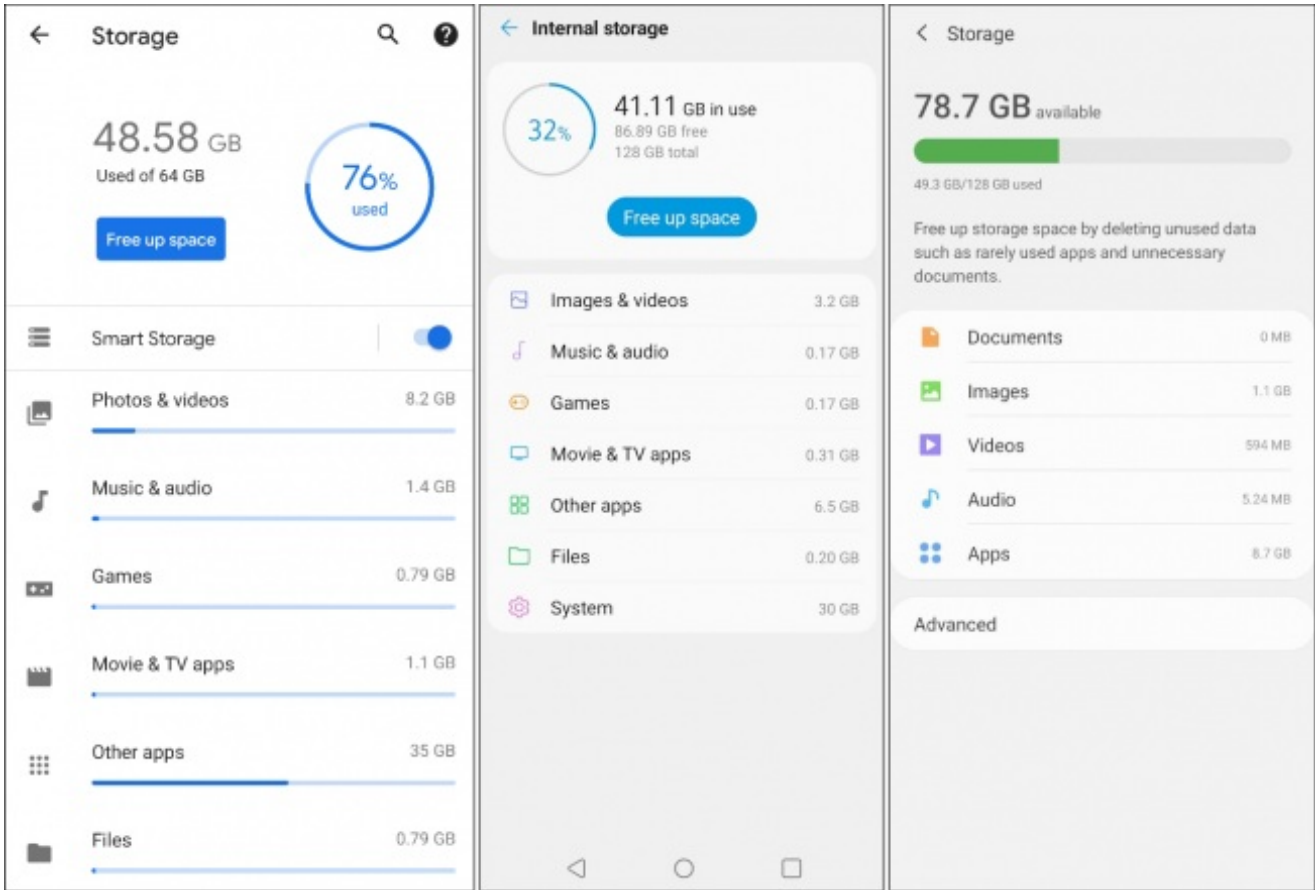 Storage
48.58 GB
Used of 64 GB
76%
used
Free up space
Smart Storage
Photos & videos 8.2 GB
Music & audio 1.4 GB
Games 0.79 GB
Movie & TV apps 1.1 GB
Other apps 35 GB
Files 0.79 GB
Internal storage
32%
41.11 GB in use
86.89 GB free
128 GB total
Free up space
Images & videos 3.2 GB
Music & audio 0.17 GB
Games 0.17 GB
Movie & TV apps 0.31 GB
Other apps 6.5 GB
Files 0.20 GB
System 30 GB
Storage
78.7 GB available
49.3 GB/128 GB used
Free up storage space by deleting unused data
such as rarely used apps and unnecessary
documents.
Documents 0 MB
Images 1.1 GB
Videos 594 MB
Audio 5.24 MB
Apps 8.7 GB
Advanced